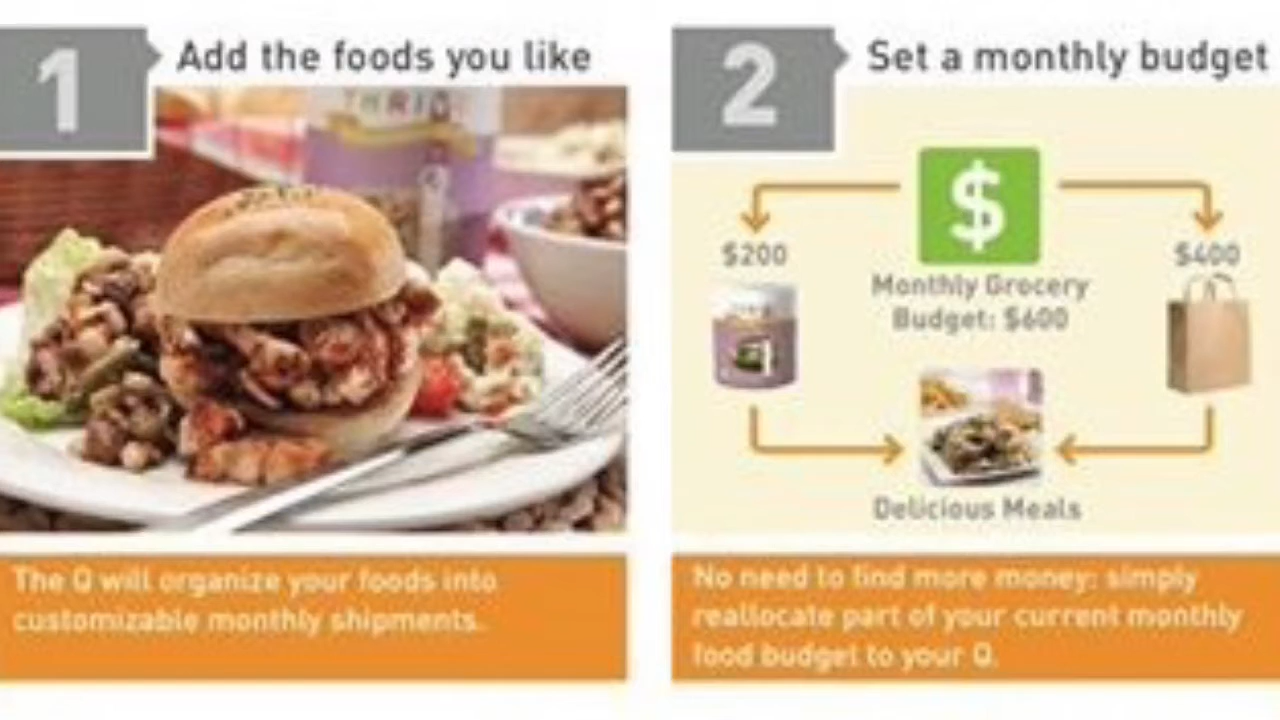 1
Add the foods you like
THRI
The Q will organize your foods into
customizable monthly shipments.
2
Set a monthly budget
$
$200
$400
Monthly Grocery
Budget: $600
Delicious Meals
No need to find more money: simply
reallocate part of your current monthly
food budget to your Q.